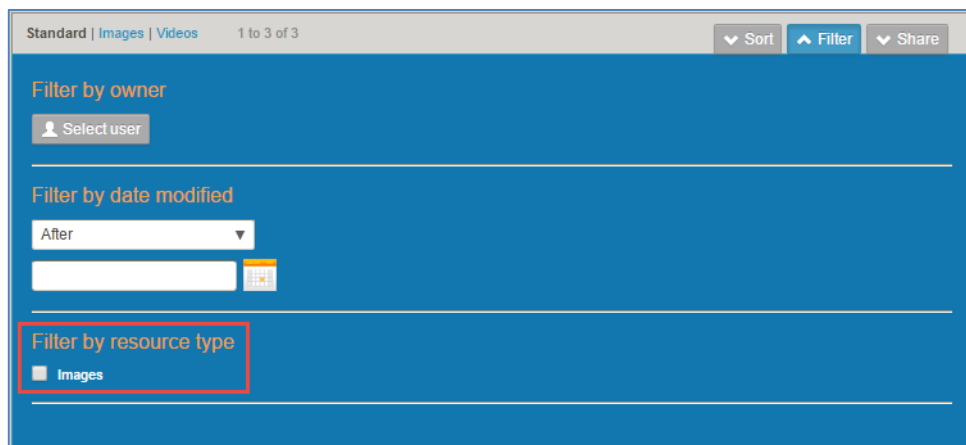 Standard | Images | Videos 1 to 3 of 3 Sort Filter Share
Filter by owner
Select user
Filter by date modified
After
Filter by resource type
Images